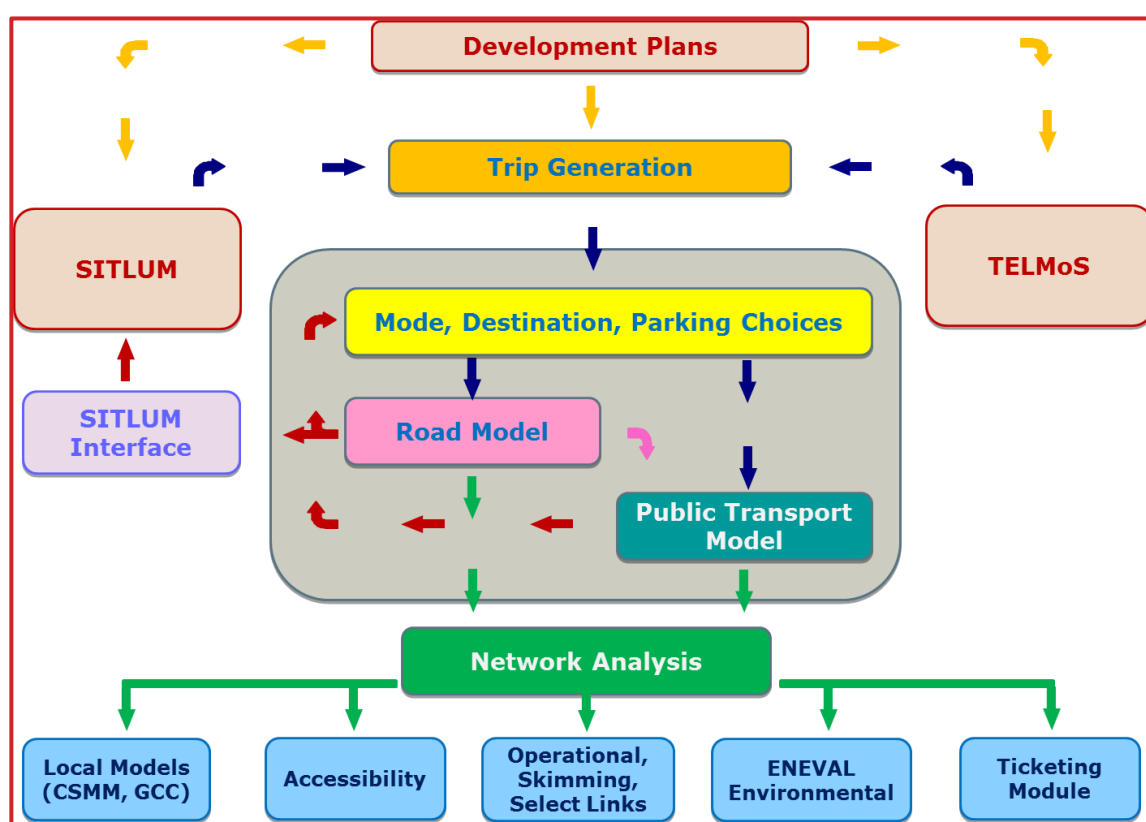 Development Plans
Trip Generation
SITLUM
TELMoS
Mode, Destination, Parking Choices
SITLUM
Interface
Road Model
Public Transport
Model
Network Analysis
Local Models
(CSMM, GCC)
Accessibility
Operational,
Skimming,
Select Links
ENEVAL
Environmental
Ticketing
Module